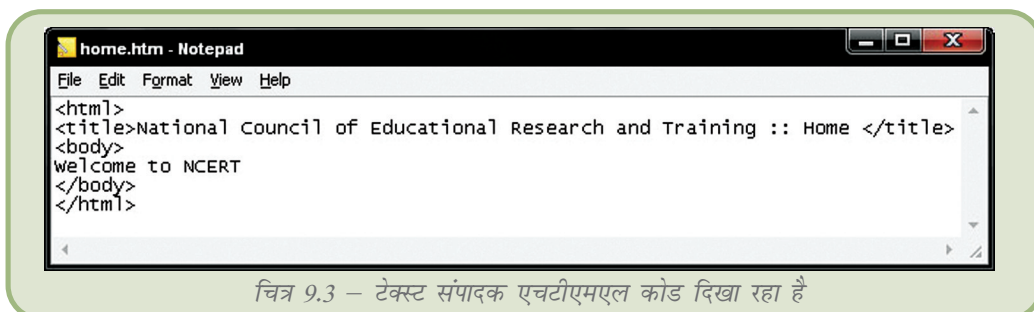 home.htm - Notepad
File Edit Format View Help
<html>
<title>National Council of Educational Research and Training :: Home </title>
<body>
Welcome to NCERT
</body>
</html>
चित्र 9.3 – टेक्स्ट संपादक एचटीएमएल कोड दिखा रहा है